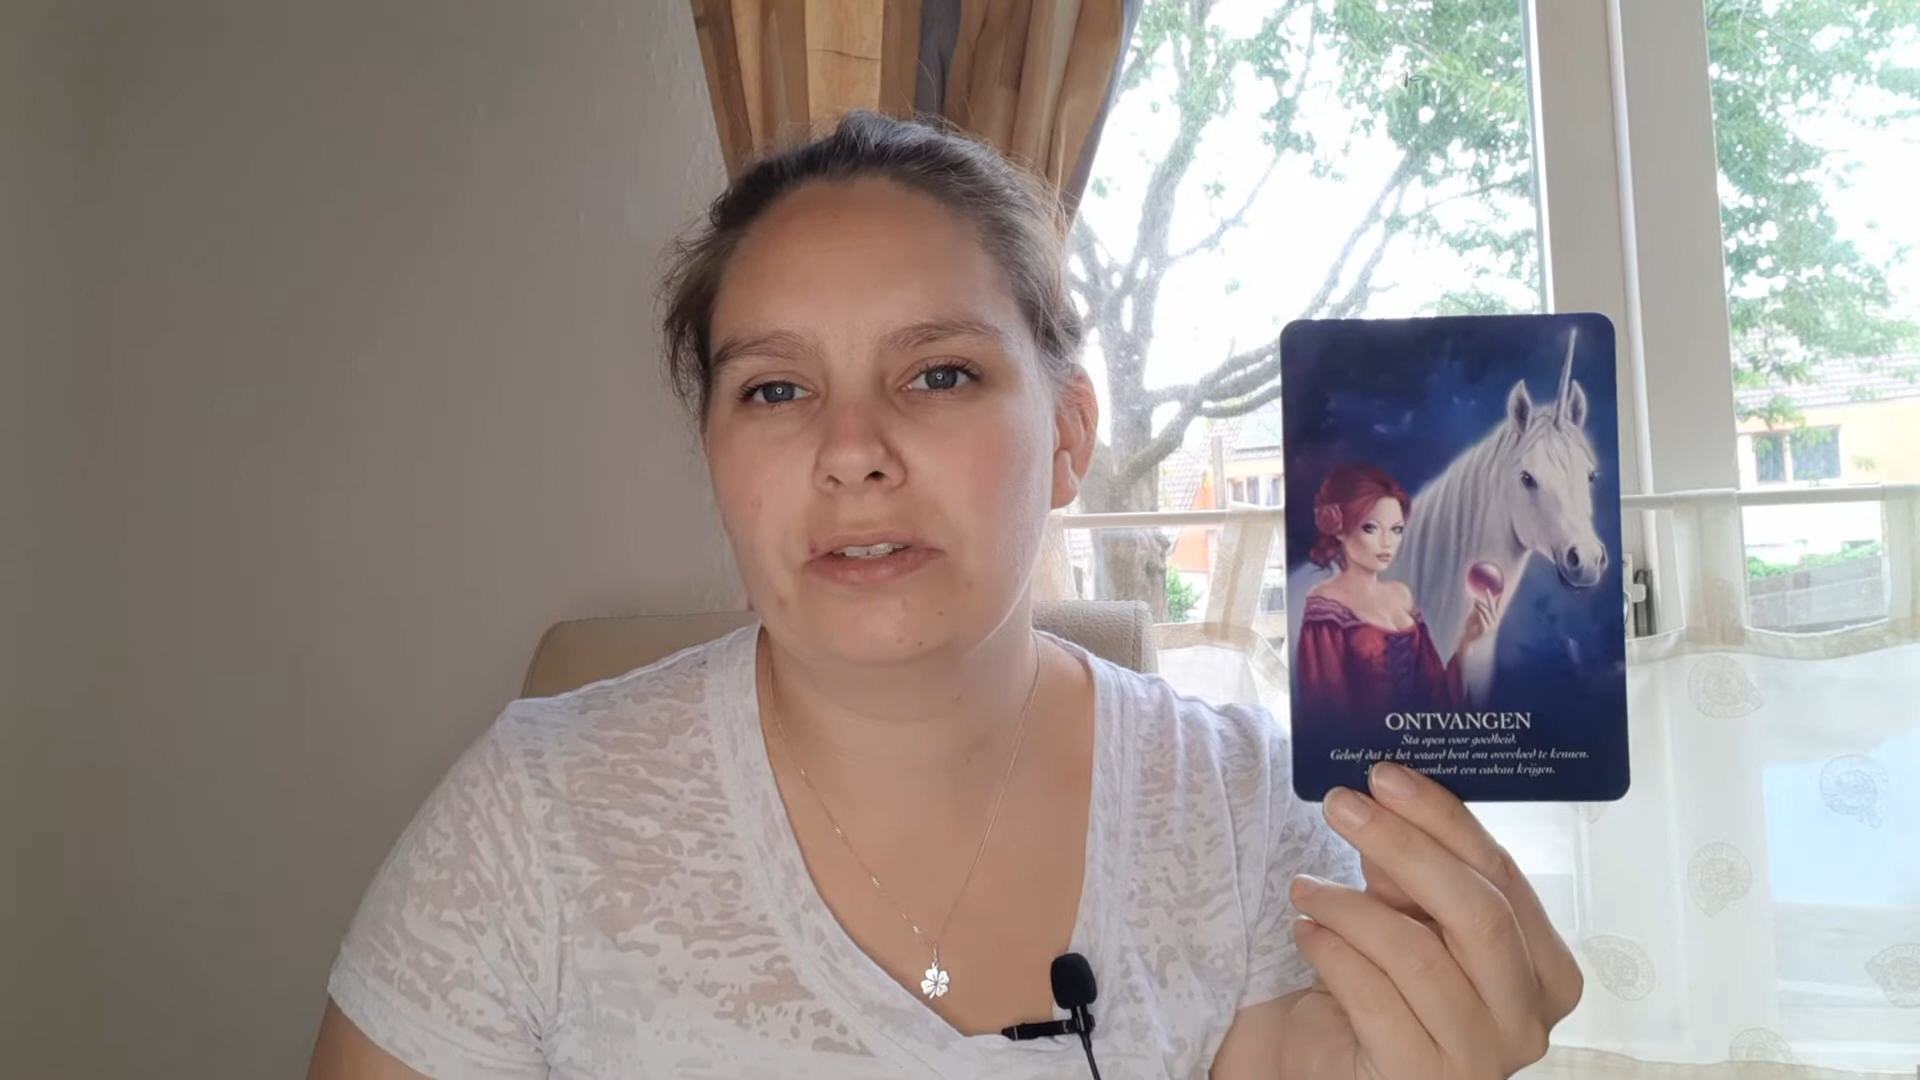 ONTVANGEN
Sta open voor goedheid.
Geloof dat je het waard bent om overvloed te kennen.
een cadeau krijgen.